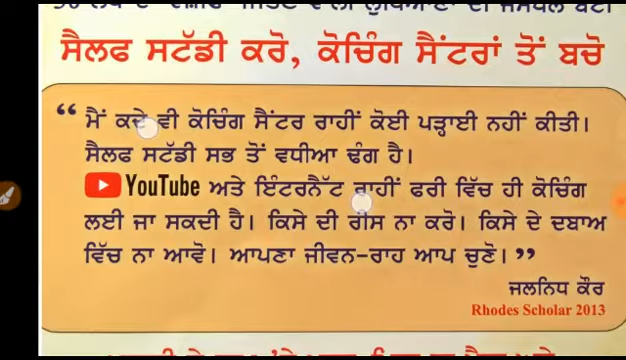 ਸੈਲਫ ਸਟੱਡੀ ਕਰੋ, ਕੋਚਿੰਗ ਸੈਂਟਰਾਂ ਤੋਂ ਬਚੋ
“ ਮੈਂ ਕਦੇ ਵੀ ਕੋਚਿੰਗ ਸੈਂਟਰ ਰਾਹੀਂ ਕੋਈ ਪੜ੍ਹਾਈ ਨਹੀਂ ਕੀਤੀ।
ਸੈਲਫ ਸਟੱਡੀ ਸਭ ਤੋਂ ਵਧੀਆ ਢੰਗ ਹੈ।
YouTube ਅਤੇ ਇੰਟਰਨੈੱਟ ਰਾਹੀਂ ਫਰੀ ਵਿੱਚ ਹੀ ਕੋਚਿੰਗ
ਲਈ ਜਾ ਸਕਦੀ ਹੈ। ਕਿਸੇ ਦੀ ਰੀਸ ਨਾ ਕਰੋ। ਕਿਸੇ ਦੇ ਦਬਾਅ
ਵਿੱਚ ਨਾ ਆਵੋ। ਆਪਣਾ ਜੀਵਨ-ਰਾਹ ਆਪ ਚੁਣੋ। ”
ਜਲਨਿਧ ਕੌਰ
Rhodes Scholar 2013